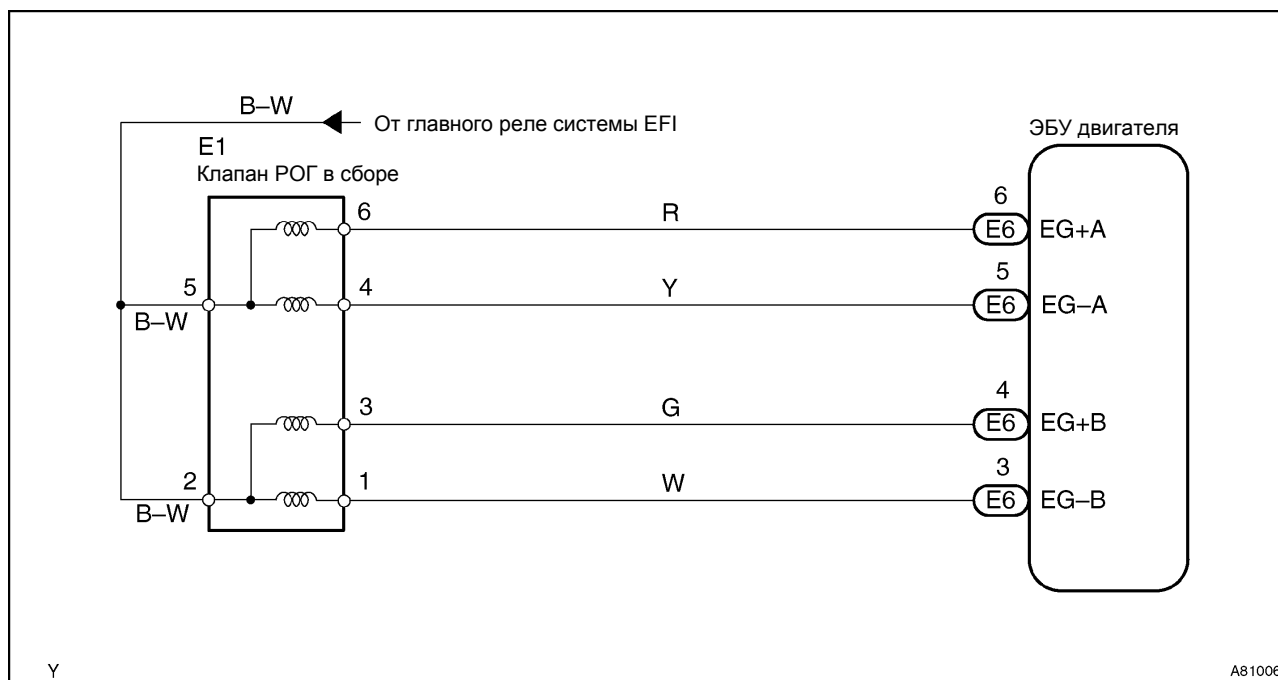 B–W
От главного реле системы EFI
ЭБУ двигателя
E1
Клапан РОГ в сборе
6
R
6
E6
EG+A
5
B–W
4
Y
5
E6
EG–A
3
G
4
E6
EG+B
2
B–W
1
W
3
E6
EG–B
Y
A81006